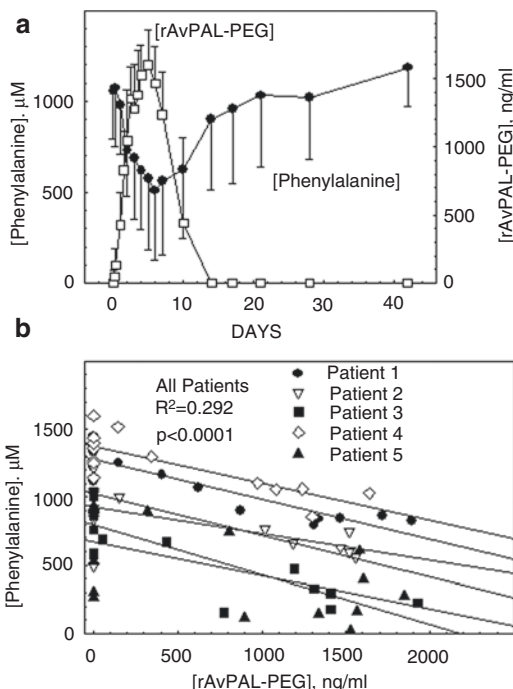 a
[rAvPAL-PEG]
[Phenylalanine]. µM
1000
500
0
1500
1000
500
0
[rAvPAL-PEG], ng/ml
[Phenylalanine]
0 10 20 30 40
DAYS
b
[Phenylalanine]. µM
1500
1000
500
0
All Patients
R²=0.292
p<0.0001
Patient 1
Patient 2
Patient 3
Patient 4
Patient 5
0 500 1000 1500 2000
[rAvPAL-PEG], ng/ml